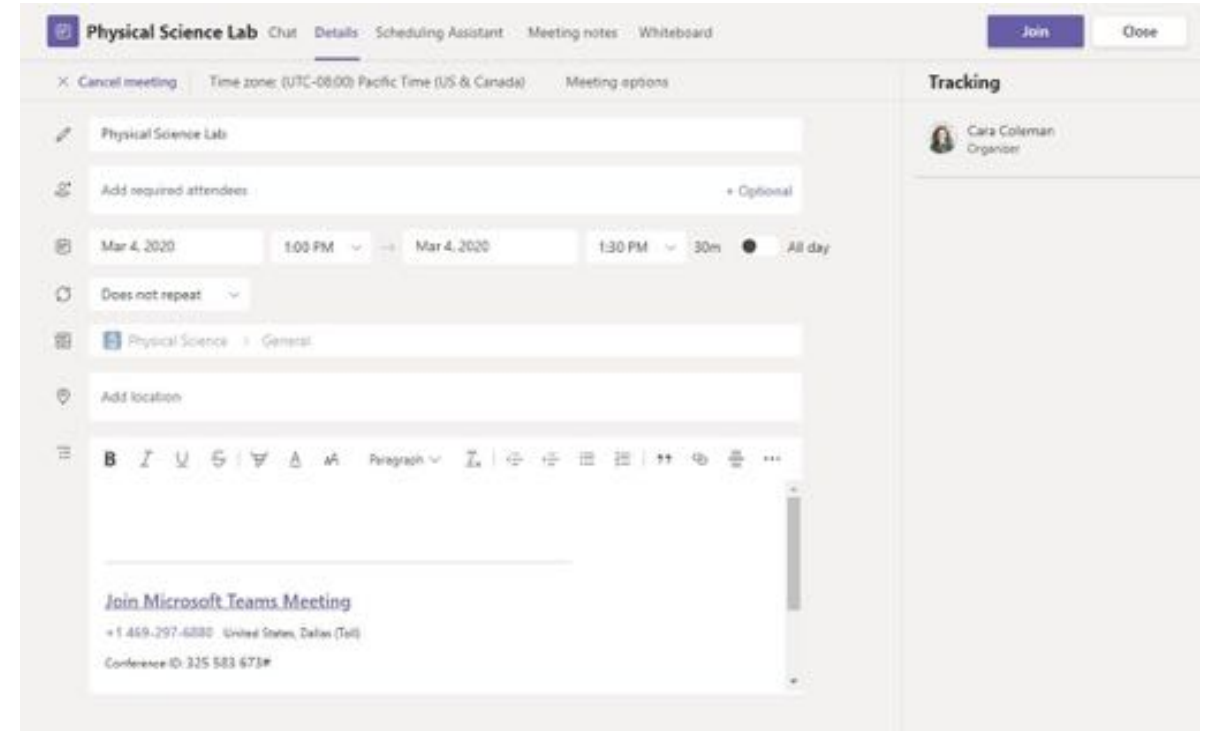 Physical Science Lab Chat Details Scheduling Assistant Meeting notes Whiteboard Join Close
× Cancel meeting Time zone: (UTC-08:00) Pacific Time (US & Canada) Meeting options
Tracking
Physical Science Lab
Cara Coleman
Organizer
Add required attendees + Optional
Mar 4, 2020 1:00 PM → Mar 4, 2020 1:30 PM 30m All day
Does not repeat
Physical Science > General
Add location
B I U S A AA Paragraph
Join Microsoft Teams Meeting
+1 469-297-6880 United States, Dallas (Toll)
Conference ID: 325 583 673#